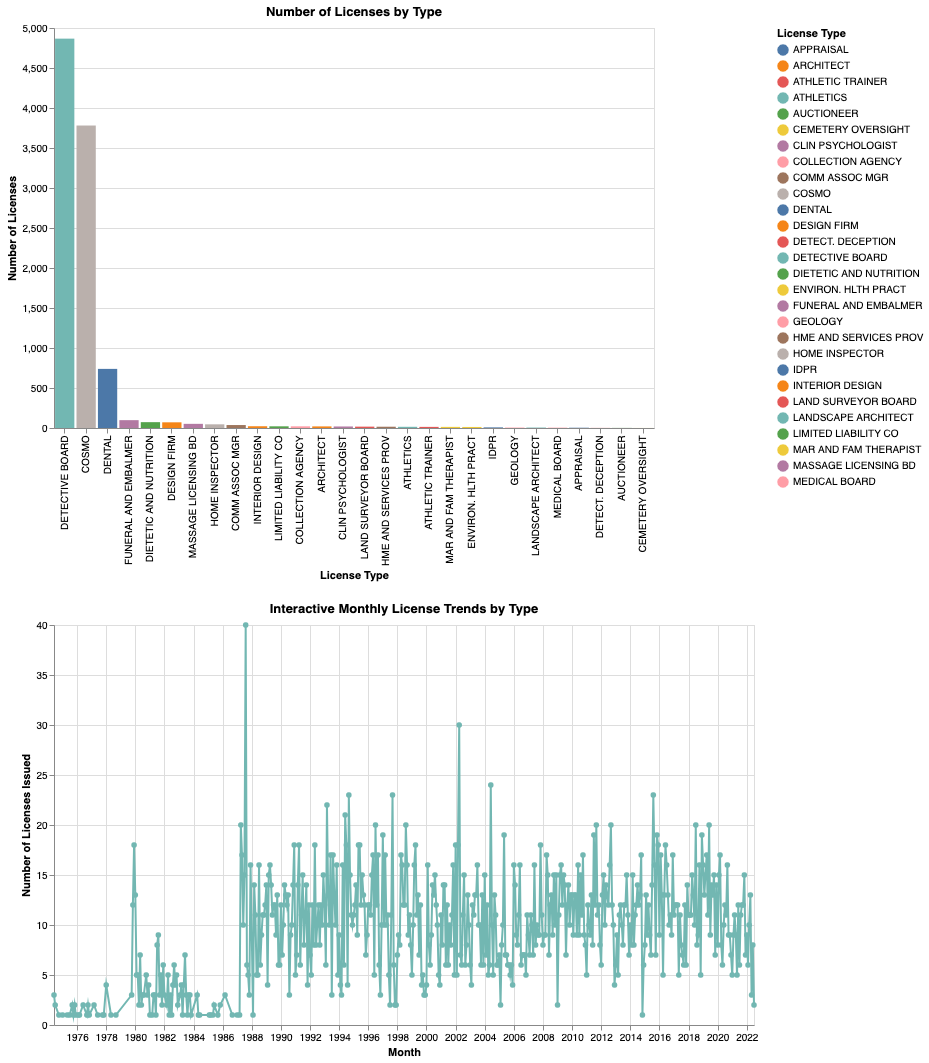 Number of Licenses by Type
5,000
4,500
4,000
3,500
3,000
2,500
2,000
1,500
1,000
500
0
Number of Licenses
DETECTIVE BOARD
COSMO
DENTAL
FUNERAL AND EMBALMER
DIETETIC AND NUTRITION
DESIGN FIRM
MASSAGE LICENSING BD
HOME INSPECTOR
COMM ASSOC MGR
INTERIOR DESIGN
LIMITED LIABILITY CO
COLLECTION AGENCY
ARCHITECT
CLIN PSYCHOLOGIST
LAND SURVEYOR BOARD
HME AND SERVICES PROV
ATHLETICS
ATHLETIC TRAINER
MAR AND FAM THERAPIST
ENVIRON. HLTH PRACT
IDPR
GEOLOGY
LANDSCAPE ARCHITECT
MEDICAL BOARD
APPRAISAL
DETECT. DECEPTION
AUCTIONEER
CEMETERY OVERSIGHT
License Type
License Type
APPRAISAL
ARCHITECT
ATHLETIC TRAINER
ATHLETICS
AUCTIONEER
CEMETERY OVERSIGHT
CLIN PSYCHOLOGIST
COLLECTION AGENCY
COMM ASSOC MGR
COSMO
DENTAL
DESIGN FIRM
DETECT. DECEPTION
DETECTIVE BOARD
DIETETIC AND NUTRITION
ENVIRON. HLTH PRACT
FUNERAL AND EMBALMER
GEOLOGY
HME AND SERVICES PROV
HOME INSPECTOR
IDPR
INTERIOR DESIGN
LAND SURVEYOR BOARD
LANDSCAPE ARCHITECT
LIMITED LIABILITY CO
MAR AND FAM THERAPIST
MASSAGE LICENSING BD
MEDICAL BOARD
Interactive Monthly License Trends by Type
40
35
30
25
20
15
10
5
0
Number of Licenses Issued
1976 1978 1978 1980 1982 1984 1986 1988 1990 1992 1994 1996 1998 2000 2002 2004 2006 2008 2010 2012 2014 2016 2018 2020 2022
Month